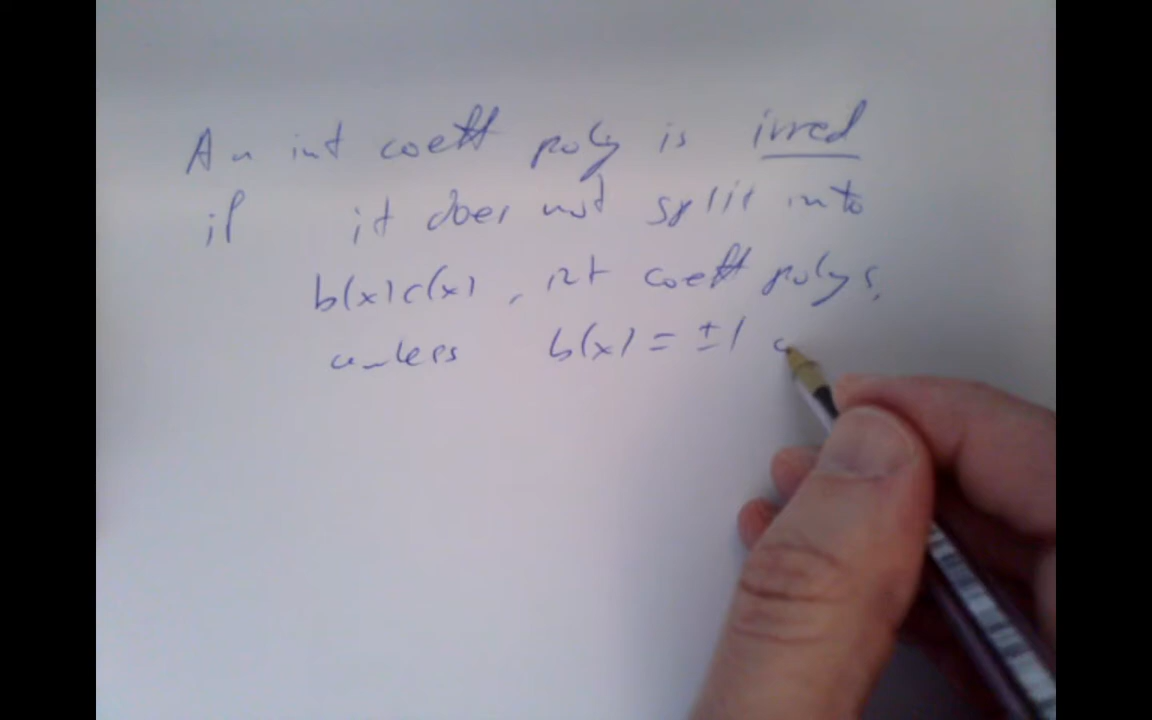 An int coeff poly is irred
if it does not split into
b(x)c(x), int coeff polys,
unless b(x) = ±1